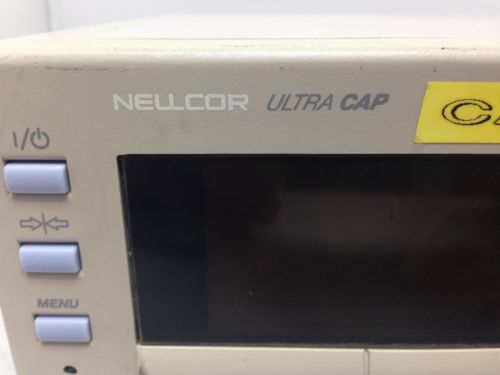 NELLCOR ULTRA CAP
I/⏻
MENU